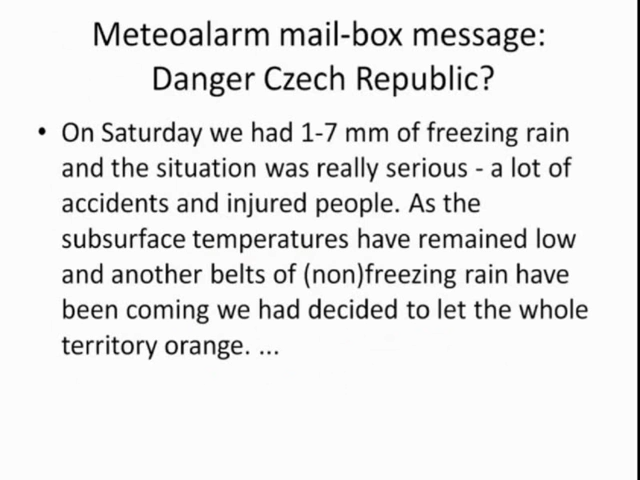 Meteoalarm mail-box message:
Danger Czech Republic?
• On Saturday we had 1-7 mm of freezing rain
and the situation was really serious - a lot of
accidents and injured people. As the
subsurface temperatures have remained low
and another belts of (non)freezing rain have
been coming we had decided to let the whole
territory orange. ...